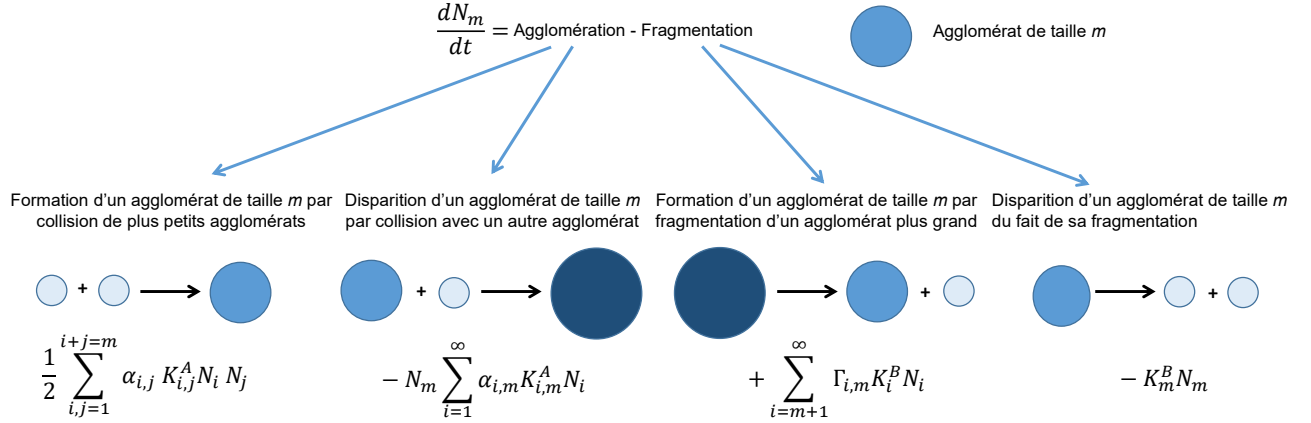 dN_m/dt = Agglomération - Fragmentation
Agglomérat de taille m
Formation d'un agglomérat de taille m par
collision de plus petits agglomérats
Disparition d'un agglomérat de taille m
par collision avec un autre agglomérat
Formation d'un agglomérat de taille m par
fragmentation d'un agglomérat plus grand
Disparition d'un agglomérat de taille m
du fait de sa fragmentation
+
+
+
+
1/2 ∑_{i,j=1}^{i+j=m} α_{i,j} K^A_{i,j} N_i N_j
− N_m ∑_{i=1}^{∞} α_{i,m} K^A_{i,m} N_i
+ ∑_{i=m+1}^{∞} Γ_{i,m} K^B_i N_i
− K^B_m N_m